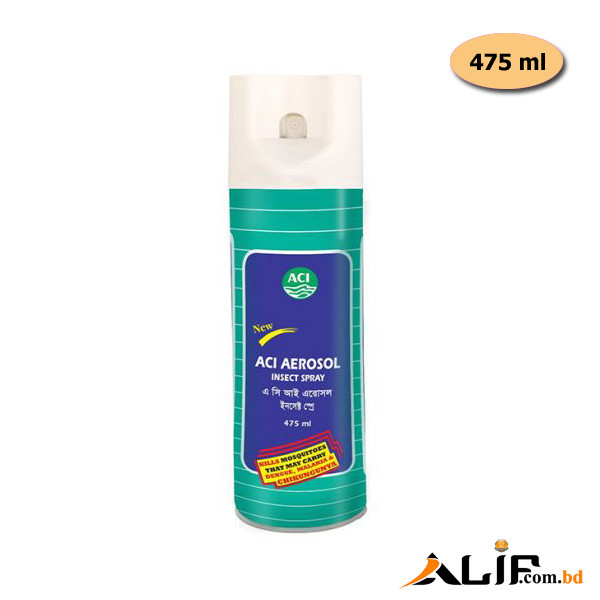 475 ml
ACI
New
ACI AEROSOL
INSECT SPRAY
এ সি আই এরোসল
ইনসেক্ট স্প্রে
475 ml
KILLS MOSQUITOES
THAT MAY CARRY
DENGUE, MALARIA &
CHIKUNGUNYA
ALIF.com.bd